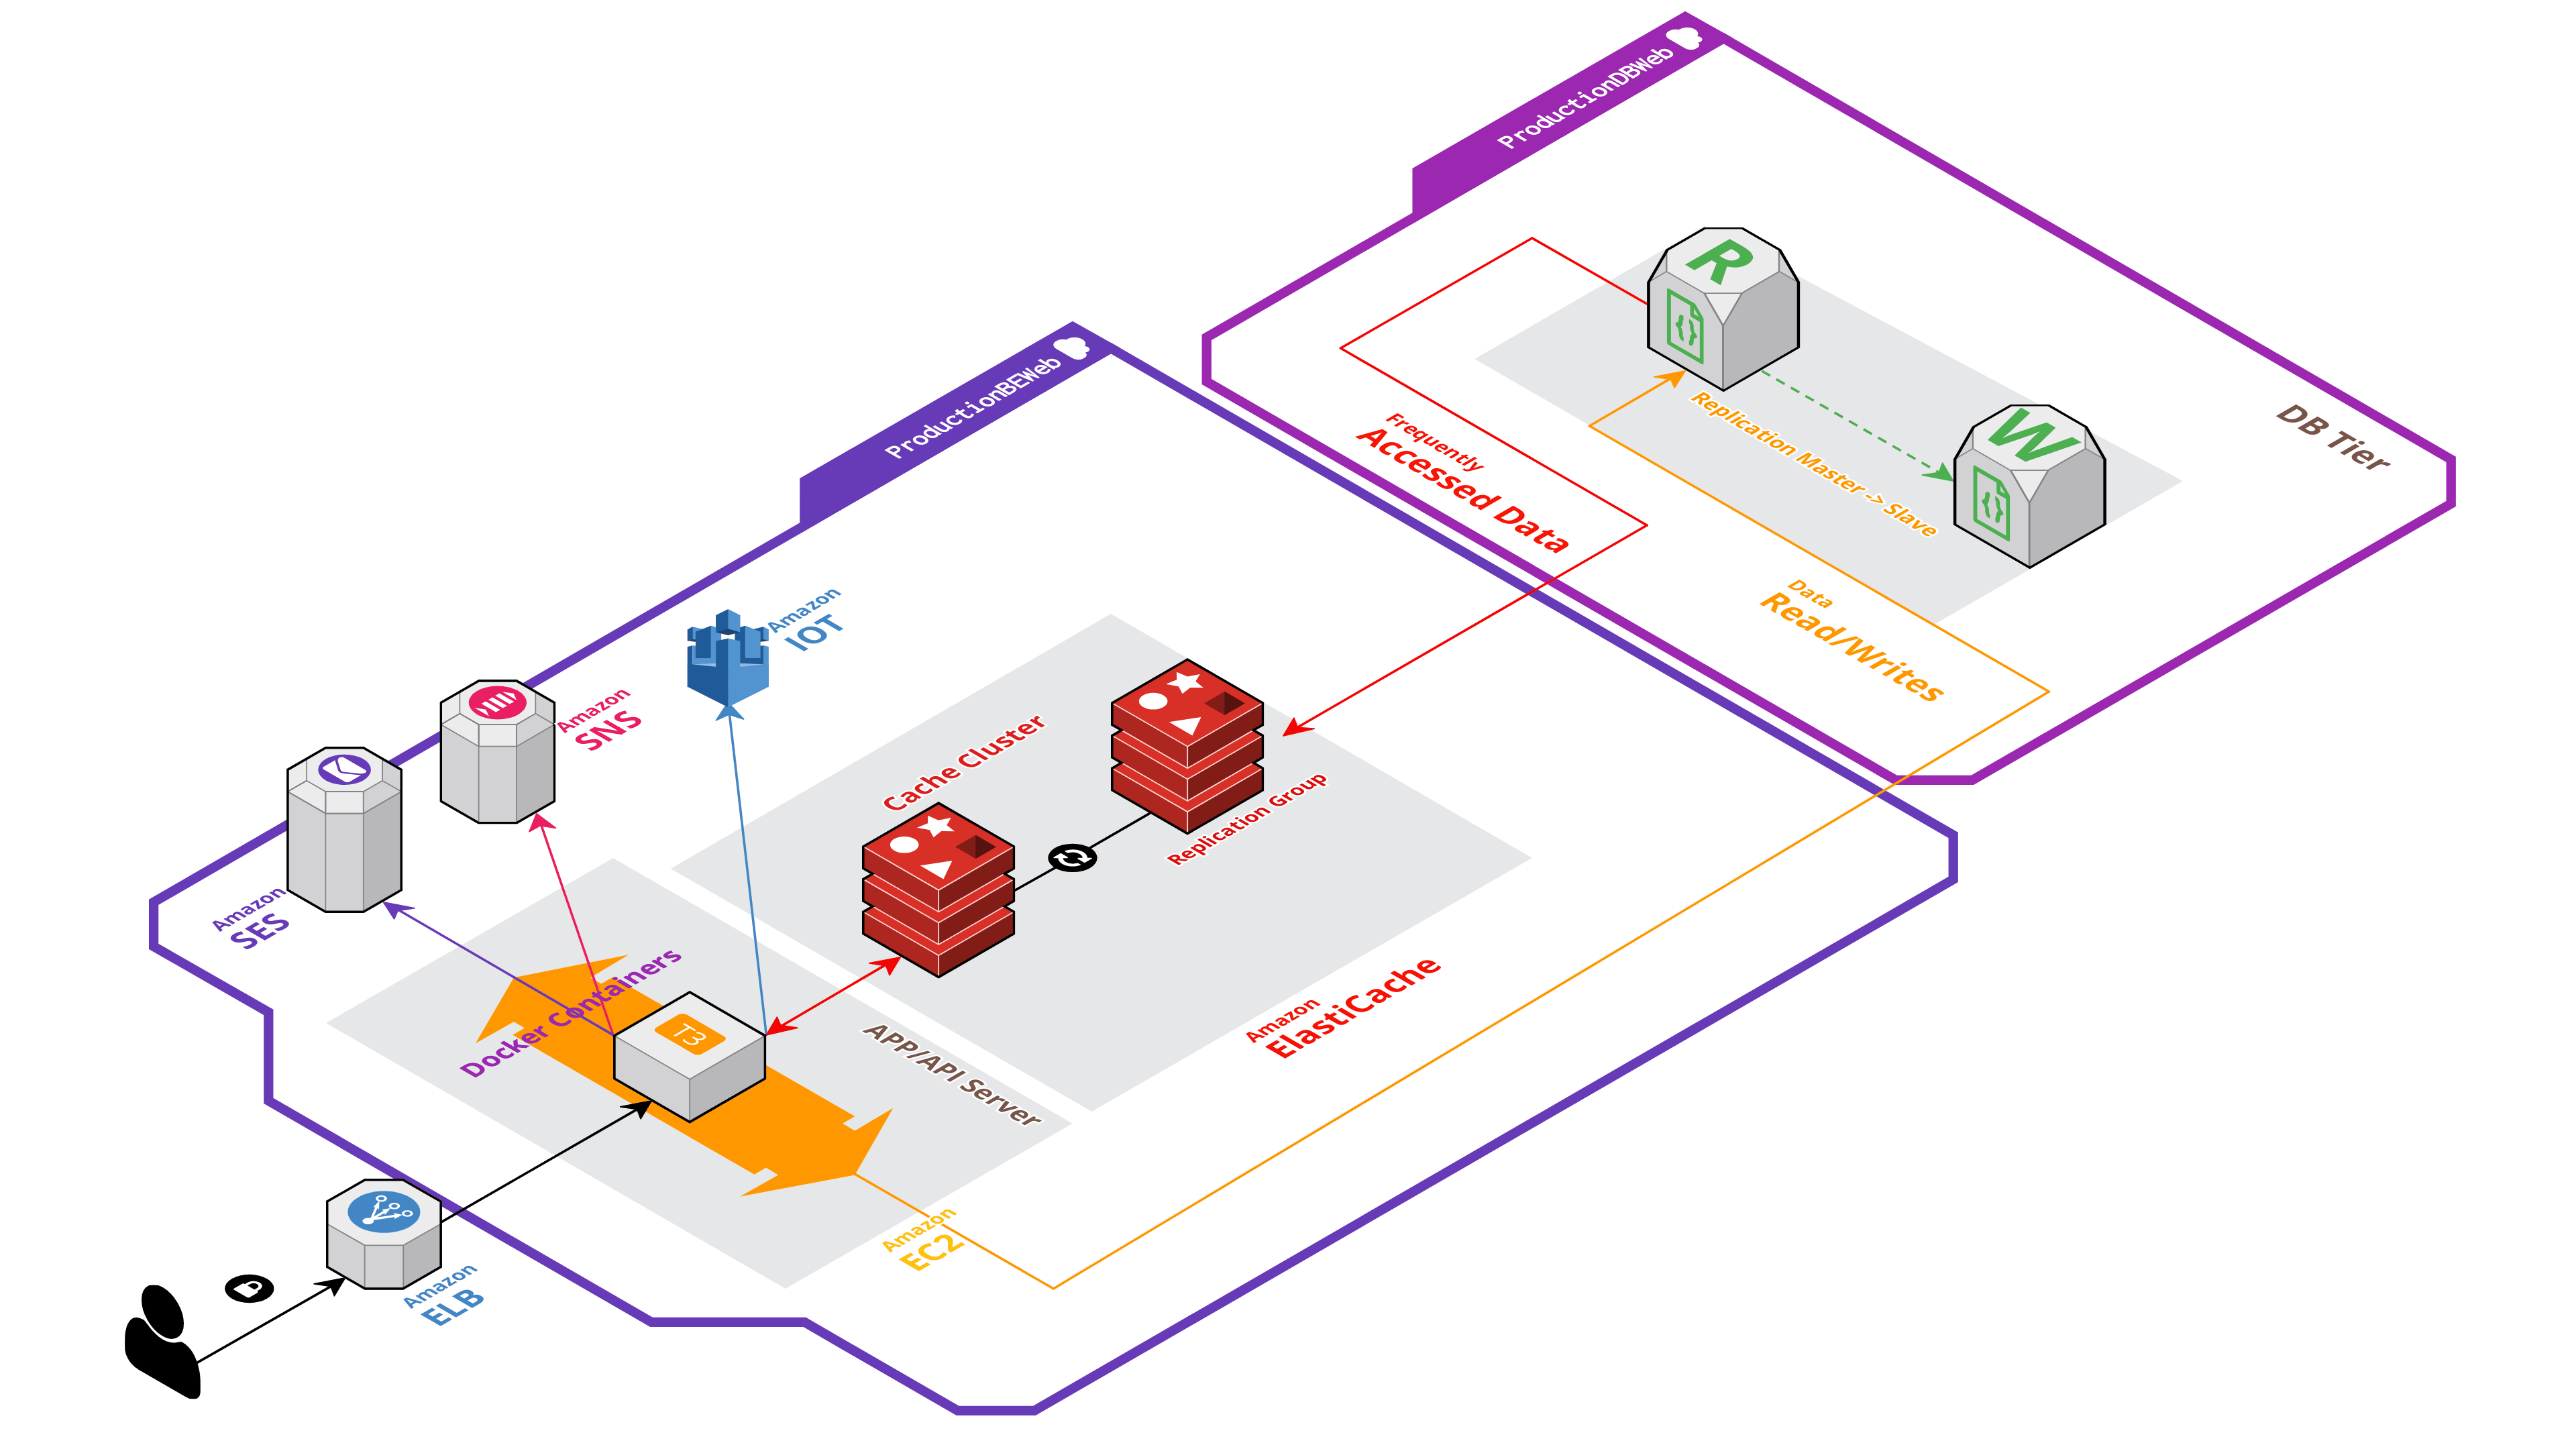 ProductionDBWeb
R
W
DB Tier
Replication Master -> Slave
Frequently
Accessed Data
Data
Read/Writes
ProductionBEWeb
Amazon
IOT
Amazon
SNS
Amazon
SES
Cache Cluster
Replication Group
Amazon
ElastiCache
Docker Containers
T3
APP/API Server
Amazon
EC2
Amazon
ELB